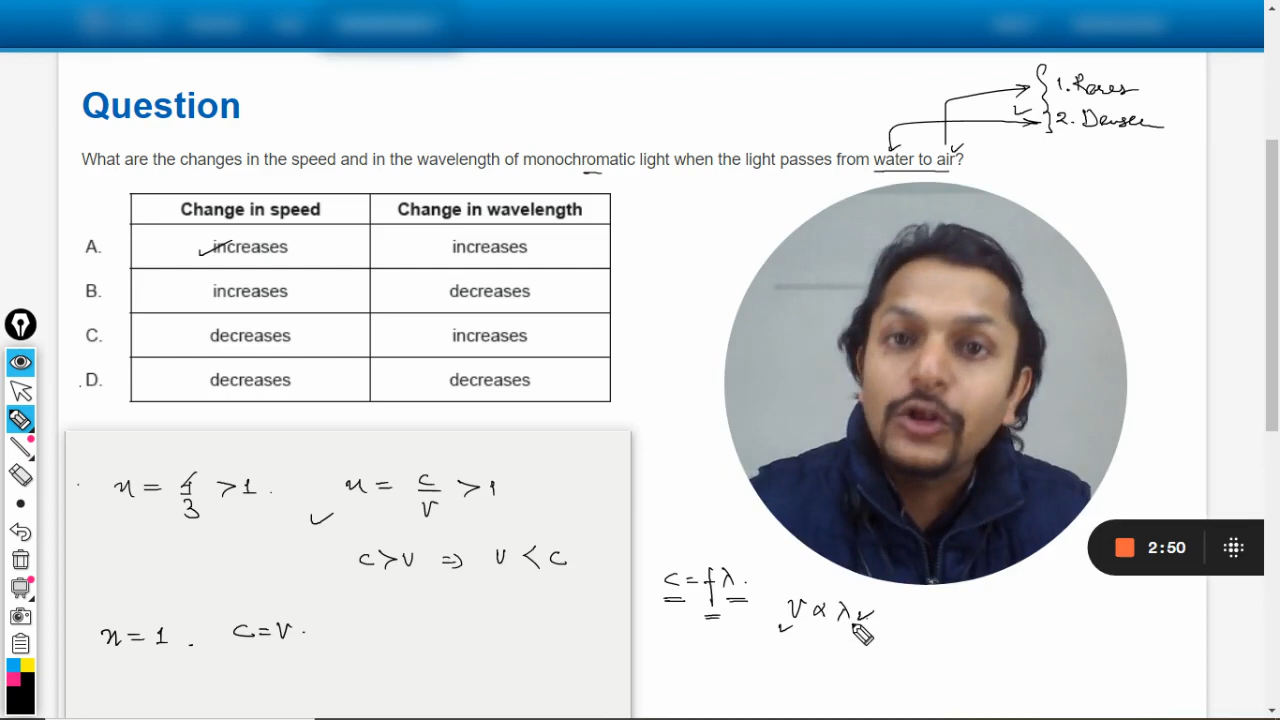 1. Rarer
2. Denser
Question
What are the changes in the speed and in the wavelength of monochromatic light when the light passes from water to air?
Change in speed Change in wavelength
A. increases increases
B. increases decreases
C. decreases increases
D. decreases decreases
n = 4/3 > 1. n = c/v > 1
c > v ⇒ v < c
n = 1. c = v.
c = fλ.
v ∝ λ
2:50